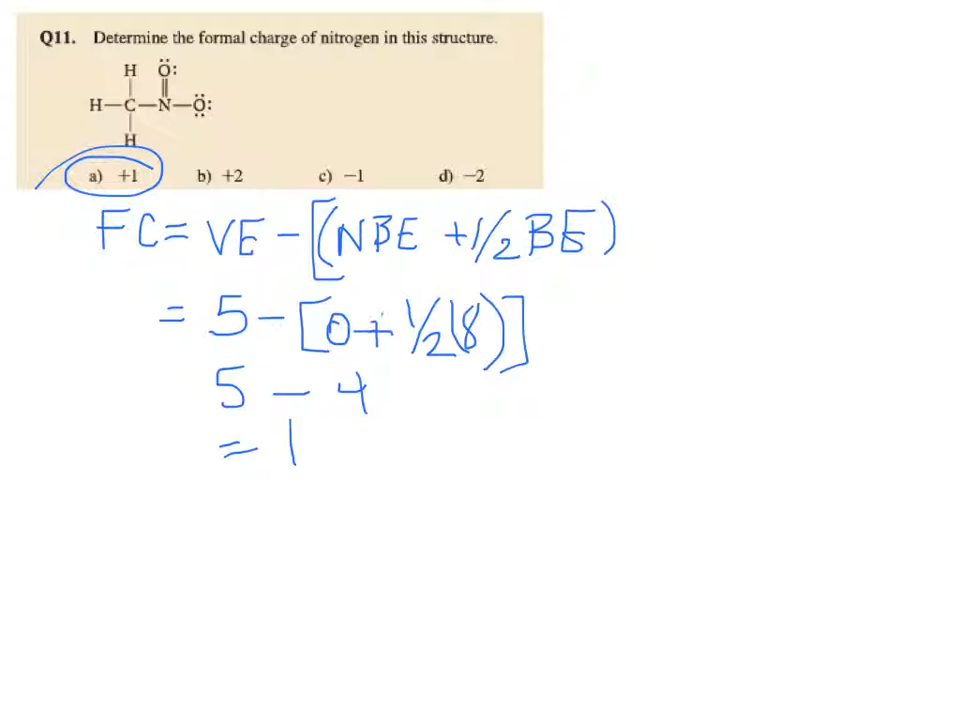 Q11. Determine the formal charge of nitrogen in this structure.
H Ö:
H—C—N—Ö:
H
a) +1 b) +2 c) −1 d) −2
FC = VE − [(NBE + 1/2 BE)
= 5 − [0 + 1/2(8)]
5 − 4
= 1